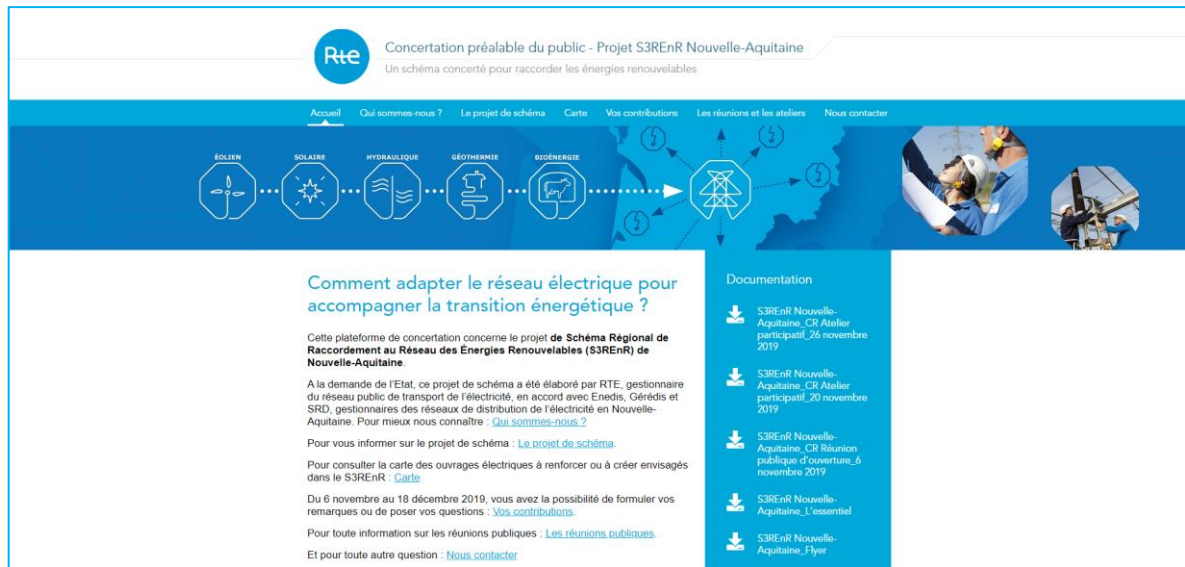 Rte
Concertation préalable du public - Projet S3REnR Nouvelle-Aquitaine
Un schéma concerté pour raccorder les énergies renouvelables
Accueil Qui sommes-nous ? Le projet de schéma Carte Vos contributions Les réunions et les ateliers Nous contacter
ÉOLIEN SOLAIRE HYDRAULIQUE GÉOTHERMIE BIOÉNERGIE
Comment adapter le réseau électrique pour
accompagner la transition énergétique ?
Cette plateforme de concertation concerne le projet de Schéma Régional de
Raccordement au Réseau des Énergies Renouvelables (S3REnR) de
Nouvelle-Aquitaine.
A la demande de l'Etat, ce projet de schéma a été élaboré par RTE, gestionnaire
du réseau public de transport de l'électricité, en accord avec Enedis, Gérédis et
SRD, gestionnaires des réseaux de distribution de l'électricité en Nouvelle-
Aquitaine. Pour mieux nous connaître : Qui sommes-nous ?
Pour vous informer sur le projet de schéma : Le projet de schéma.
Pour consulter la carte des ouvrages électriques à renforcer ou à créer envisagés
dans le S3REnR : Carte
Du 6 novembre au 18 décembre 2019, vous avez la possibilité de formuler vos
remarques ou de poser vos questions : Vos contributions.
Pour toute information sur les réunions publiques : Les réunions publiques.
Et pour toute autre question : Nous contacter
Documentation
S3REnR Nouvelle-
Aquitaine_CR Atelier
participatif_26 novembre
2019
S3REnR Nouvelle-
Aquitaine_CR Atelier
participatif_20 novembre
2019
S3REnR Nouvelle-
Aquitaine_CR Réunion
publique d'ouverture_6
novembre 2019
S3REnR Nouvelle-
Aquitaine_L'essentiel
S3REnR Nouvelle-
Aquitaine_Flyer